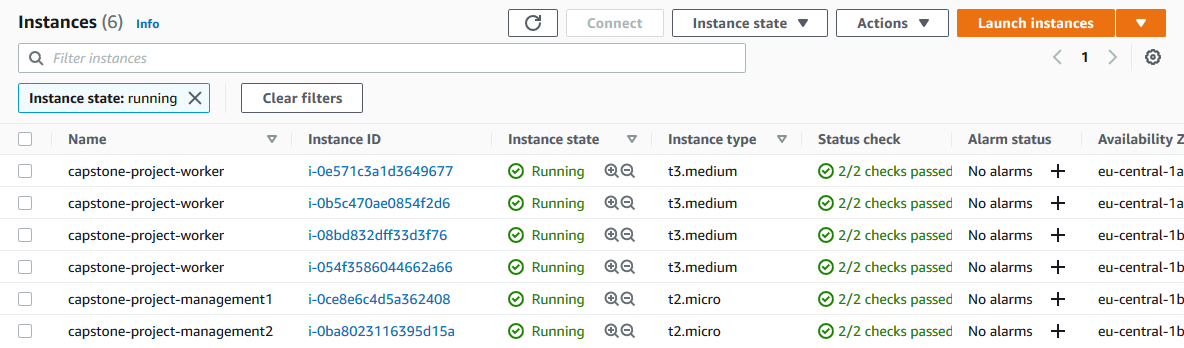 Instances (6) Info Connect Instance state Actions Launch instances
Filter instances 1
Instance state: running Clear filters
Name Instance ID Instance state Instance type Status check Alarm status Availability Z
capstone-project-worker i-0e571c3a1d3649677 Running t3.medium 2/2 checks passed No alarms eu-central-1a
capstone-project-worker i-0b5c470ae0854f2d6 Running t3.medium 2/2 checks passed No alarms eu-central-1a
capstone-project-worker i-08bd832dff33d3f76 Running t3.medium 2/2 checks passed No alarms eu-central-1b
capstone-project-worker i-054f3586044662a66 Running t3.medium 2/2 checks passed No alarms eu-central-1b
capstone-project-management1 i-0ce8e6c4d5a362408 Running t2.micro 2/2 checks passed No alarms eu-central-1b
capstone-project-management2 i-0ba8023116395d15a Running t2.micro 2/2 checks passed No alarms eu-central-1b